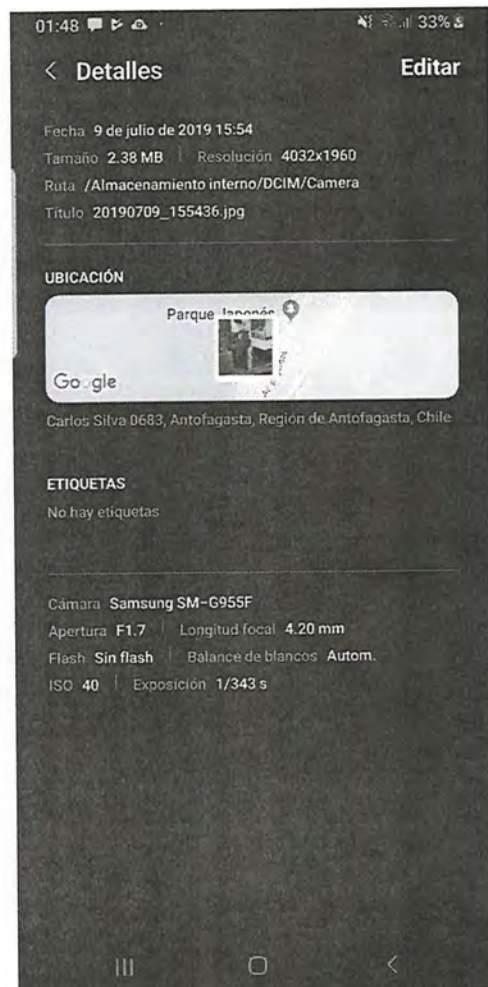 01:48 33%
< Detalles Editar
Fecha 9 de julio de 2019 15:54
Tamaño 2.38 MB | Resolución 4032x1960
Ruta /Almacenamiento interno/DCIM/Camera
Título 20190709_155436.jpg
UBICACIÓN
Parque Japonés
Google
Carlos Silva 0683, Antofagasta, Región de Antofagasta, Chile
ETIQUETAS
No hay etiquetas
Cámara Samsung SM-G955F
Apertura F1.7 | Longitud focal 4.20 mm
Flash Sin flash | Balance de blancos Autom.
ISO 40 | Exposición 1/343 s